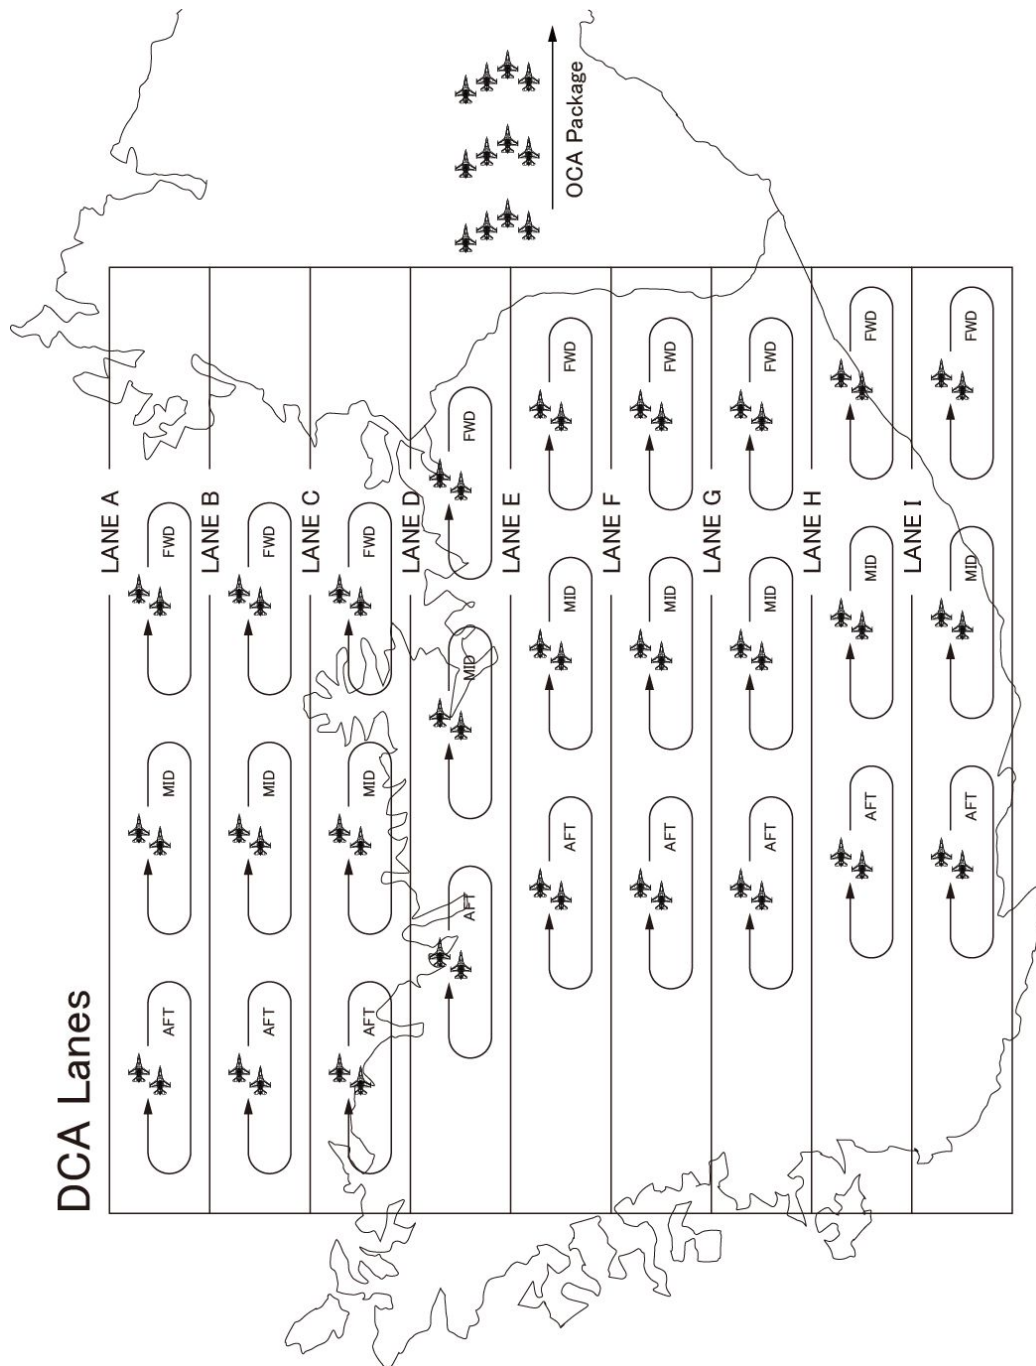 DCA Lanes
OCA Package
LANE A
AFT
MID
FWD
LANE B
AFT
MID
FWD
LANE C
AFT
MID
FWD
LANE D
AFT
MID
FWD
LANE E
AFT
MID
FWD
LANE F
AFT
MID
FWD
LANE G
AFT
MID
FWD
LANE H
AFT
MID
FWD
LANE I
AFT
MID
FWD